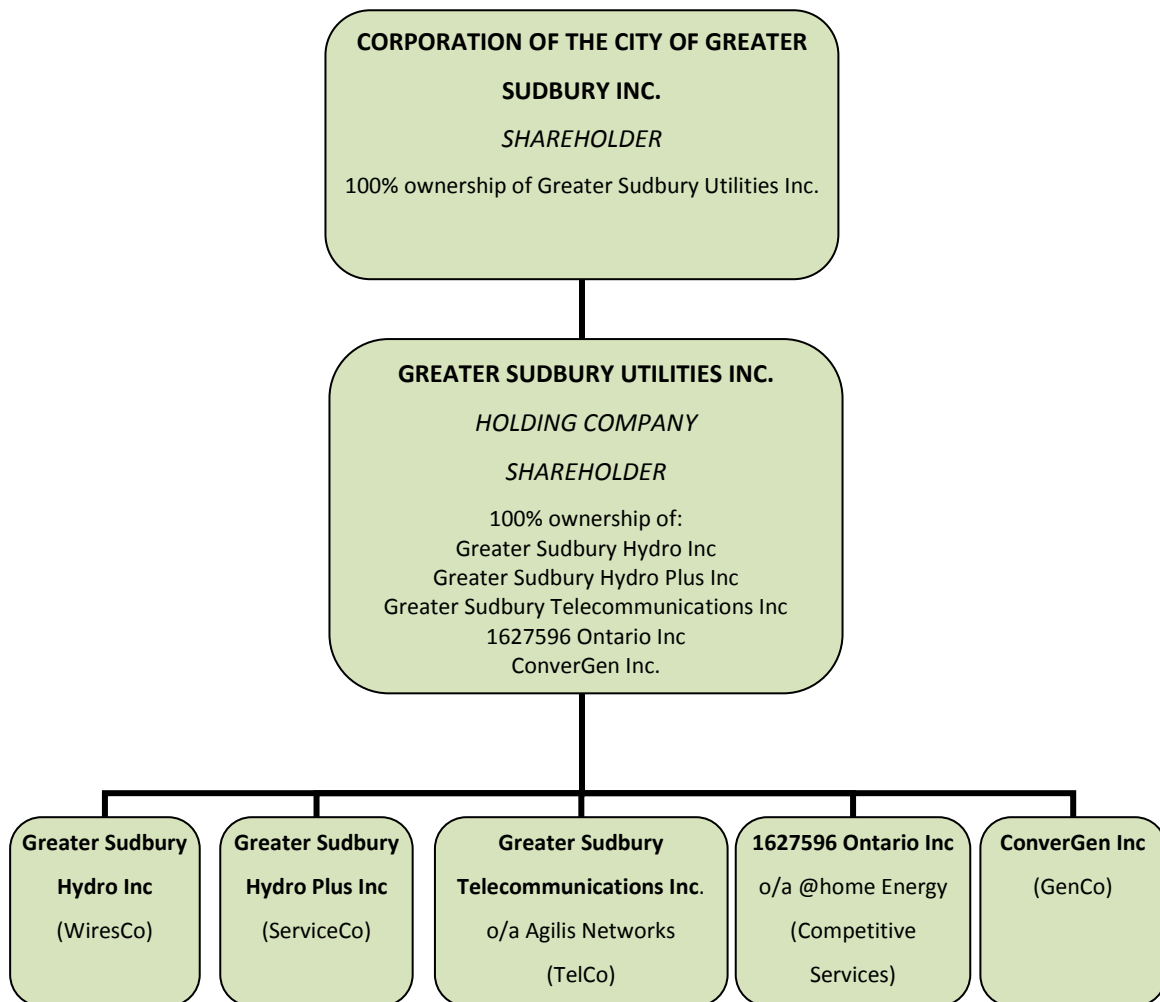 CORPORATION OF THE CITY OF GREATER
SUDBURY INC.
SHAREHOLDER
100% ownership of Greater Sudbury Utilities Inc.
GREATER SUDBURY UTILITIES INC.
HOLDING COMPANY
SHAREHOLDER
100% ownership of:
Greater Sudbury Hydro Inc
Greater Sudbury Hydro Plus Inc
Greater Sudbury Telecommunications Inc
1627596 Ontario Inc
ConverGen Inc.
Greater Sudbury
Hydro Inc
(WiresCo)
Greater Sudbury
Hydro Plus Inc
(ServiceCo)
Greater Sudbury
Telecommunications Inc.
o/a Agilis Networks
(TelCo)
1627596 Ontario Inc
o/a @home Energy
(Competitive
Services)
ConverGen Inc
(GenCo)